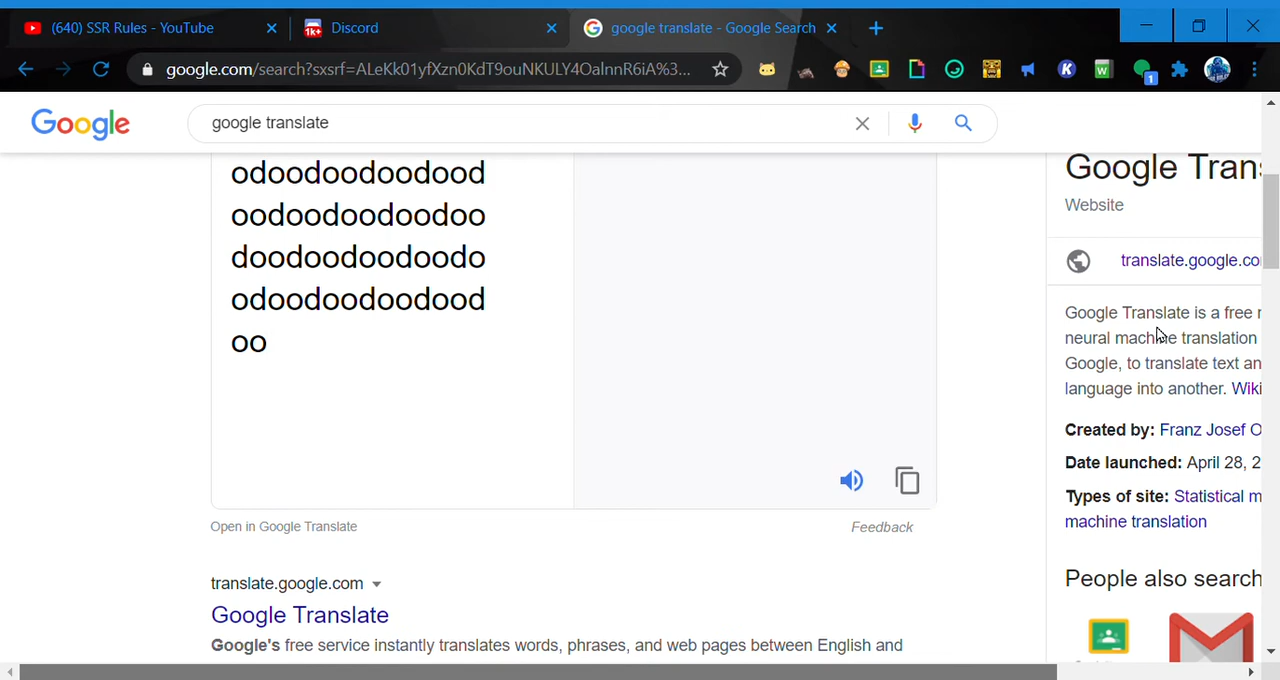 (640) SSR Rules - YouTube
Discord
google translate - Google Search
google.com/search?sxsrf=ALeKk01yfXzn0KdT9ouNKULY4OalnnR6iA%3...
1k+
K
W
1
Google
google translate
odoodoodoodood
oodoodoodoodoo
doodoodoodoodo
odoodoodoodood
oo
Open in Google Translate
Feedback
translate.google.com
Google Translate
Google's free service instantly translates words, phrases, and web pages between English and
Google Trans
Website
translate.google.co
Google Translate is a free
neural machine translation
Google, to translate text an
language into another. Wiki
Created by: Franz Josef O
Date launched: April 28, 2
Types of site: Statistical m
machine translation
People also search